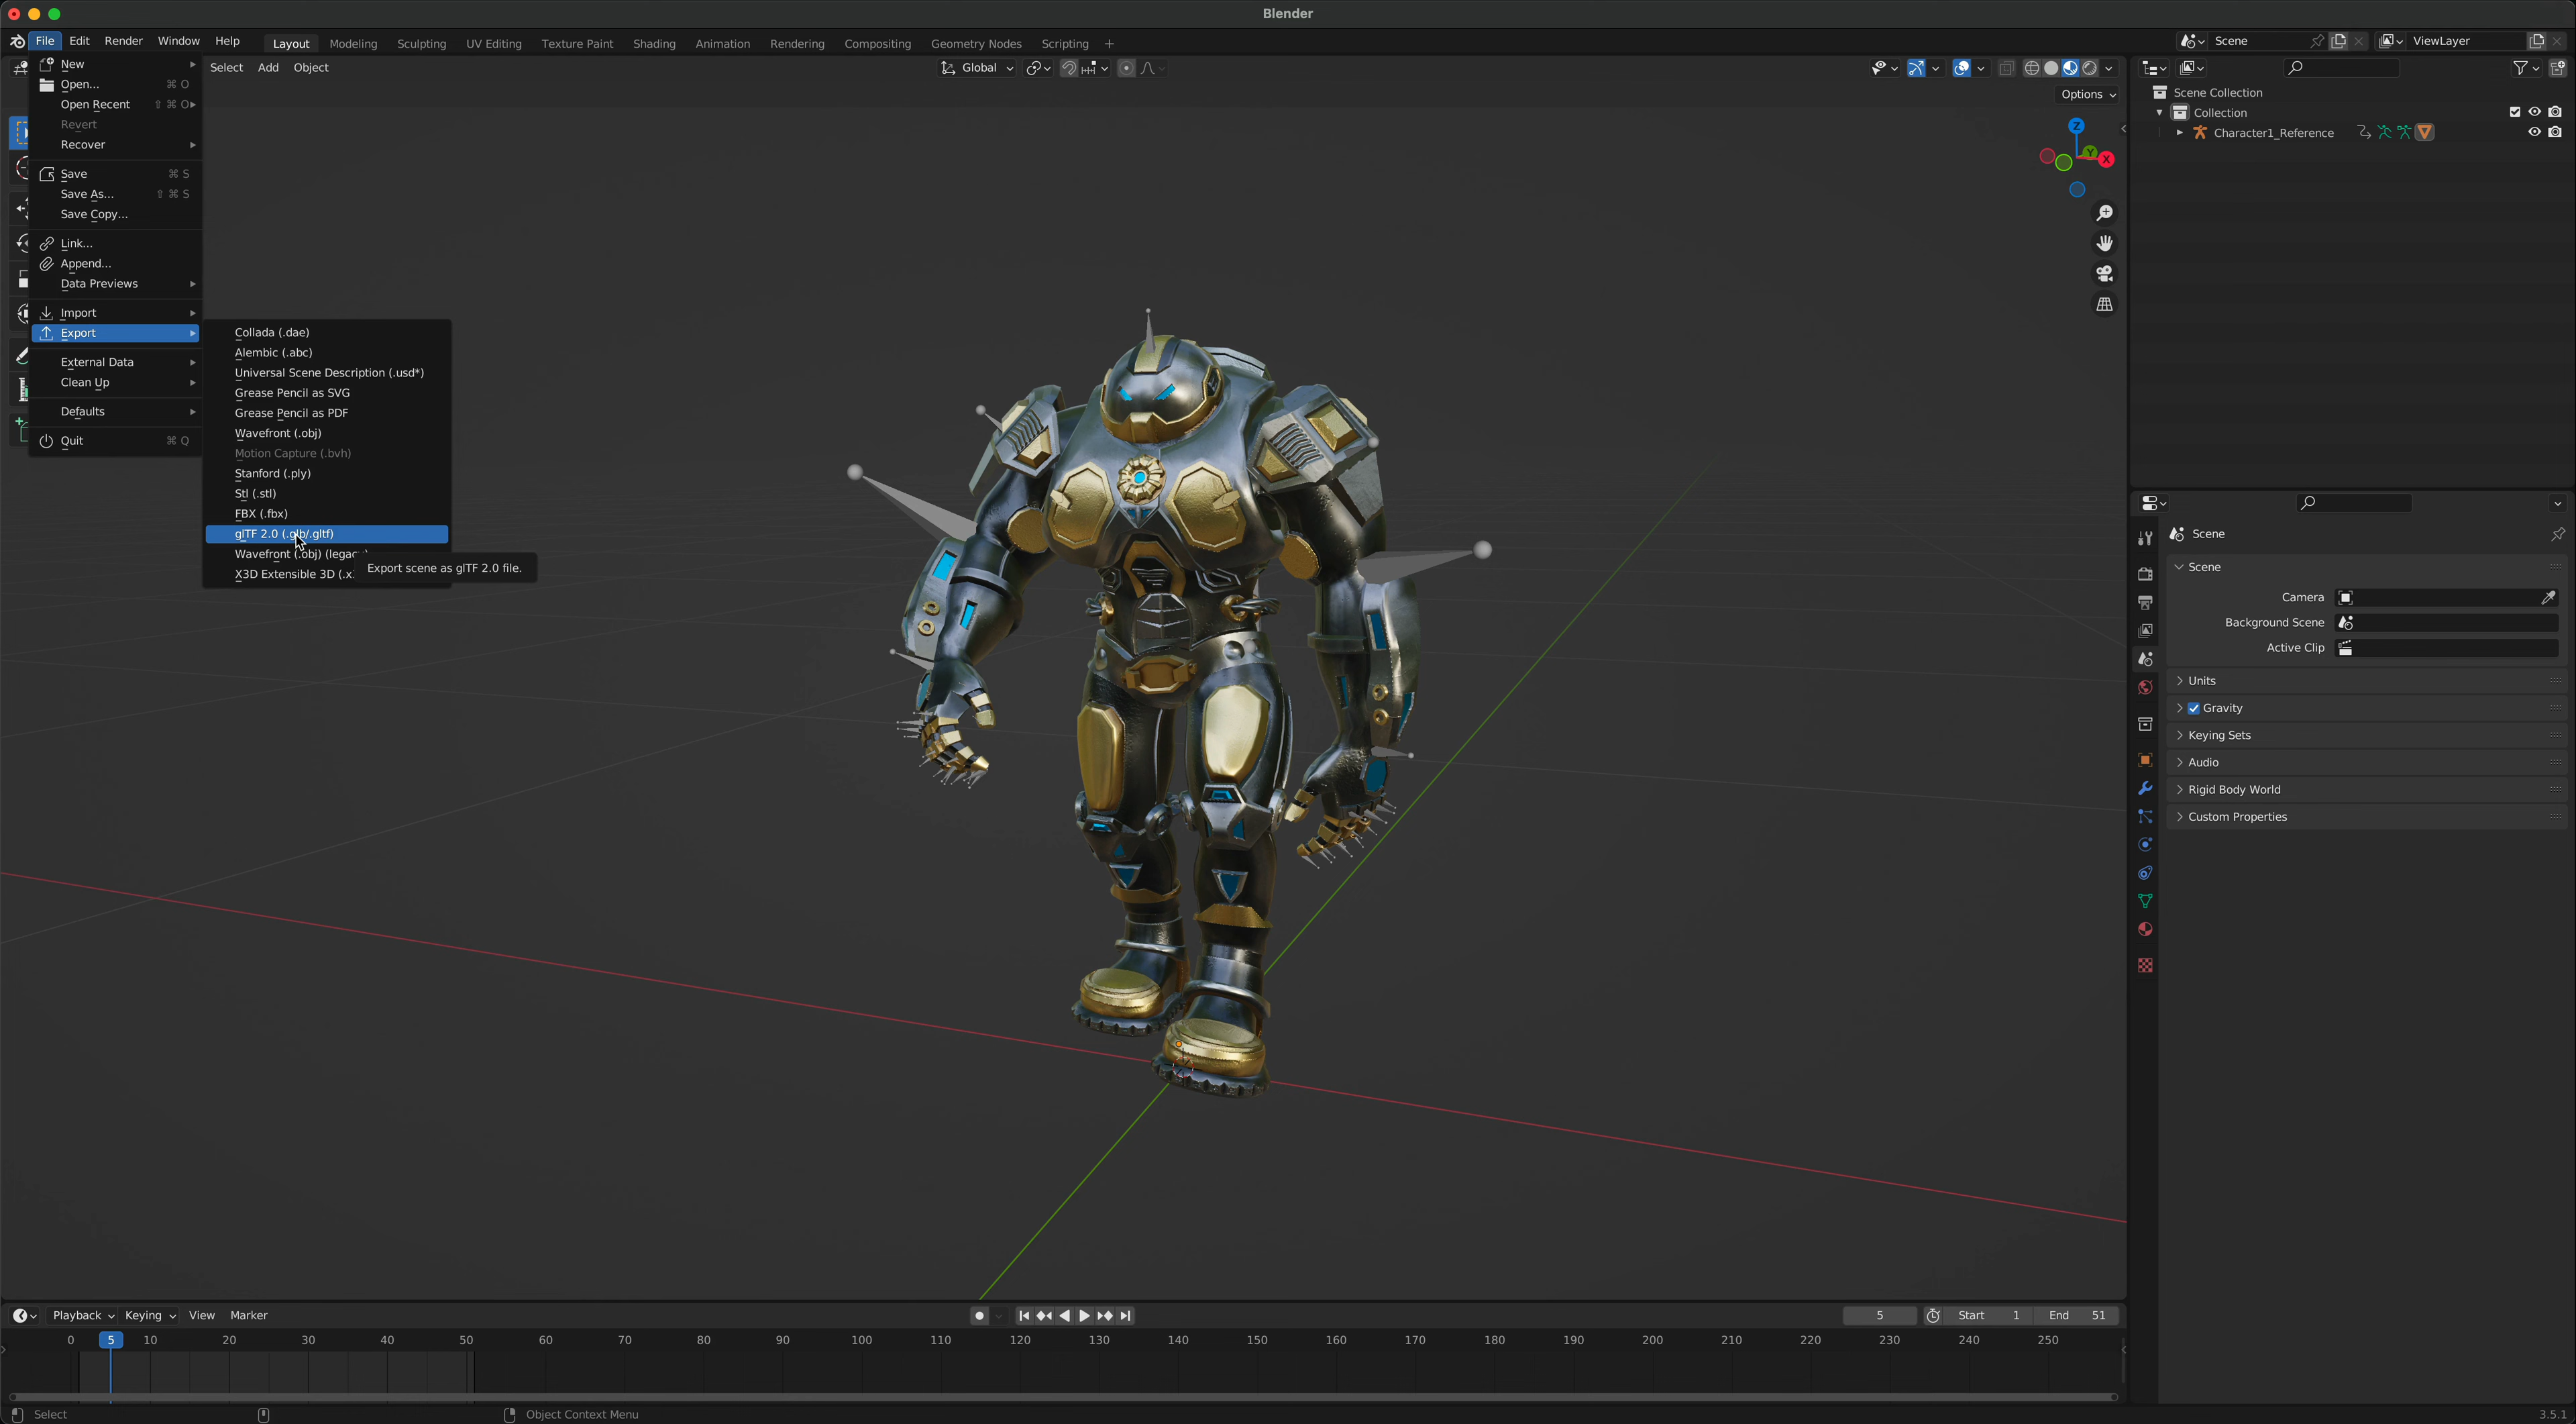 Blender
File Edit Render Window Help Layout Modeling Sculpting UV Editing Texture Paint Shading Animation Rendering Compositing Geometry Nodes Scripting +
Scene ViewLayer
Select Add Object Global
Options
New
Open... ⌘ O
Open Recent ⇧ ⌘ O
Revert
Recover
Save ⌘ S
Save As... ⇧ ⌘ S
Save Copy...
Link...
Append...
Data Previews
Import
Export
External Data
Clean Up
Defaults
Quit ⌘ Q
Collada (.dae)
Alembic (.abc)
Universal Scene Description (.usd*)
Grease Pencil as SVG
Grease Pencil as PDF
Wavefront (.obj)
Motion Capture (.bvh)
Stanford (.ply)
Stl (.stl)
FBX (.fbx)
glTF 2.0 (.glb/.gltf)
Wavefront (.obj) (legacy)
X3D Extensible 3D (.x
Export scene as glTF 2.0 file.
Z
Y
X
Scene Collection
Collection
Character1_Reference
Scene
Scene
Camera
Background Scene
Active Clip
Units
Gravity
Keying Sets
Audio
Rigid Body World
Custom Properties
Playback Keying View Marker
5 Start 1 End 51
0 5 10 20 30 40 50 60 70 80 90 100 110 120 130 140 150 160 170 180 190 200 210 220 230 240 250
Select Object Context Menu 3.5.1